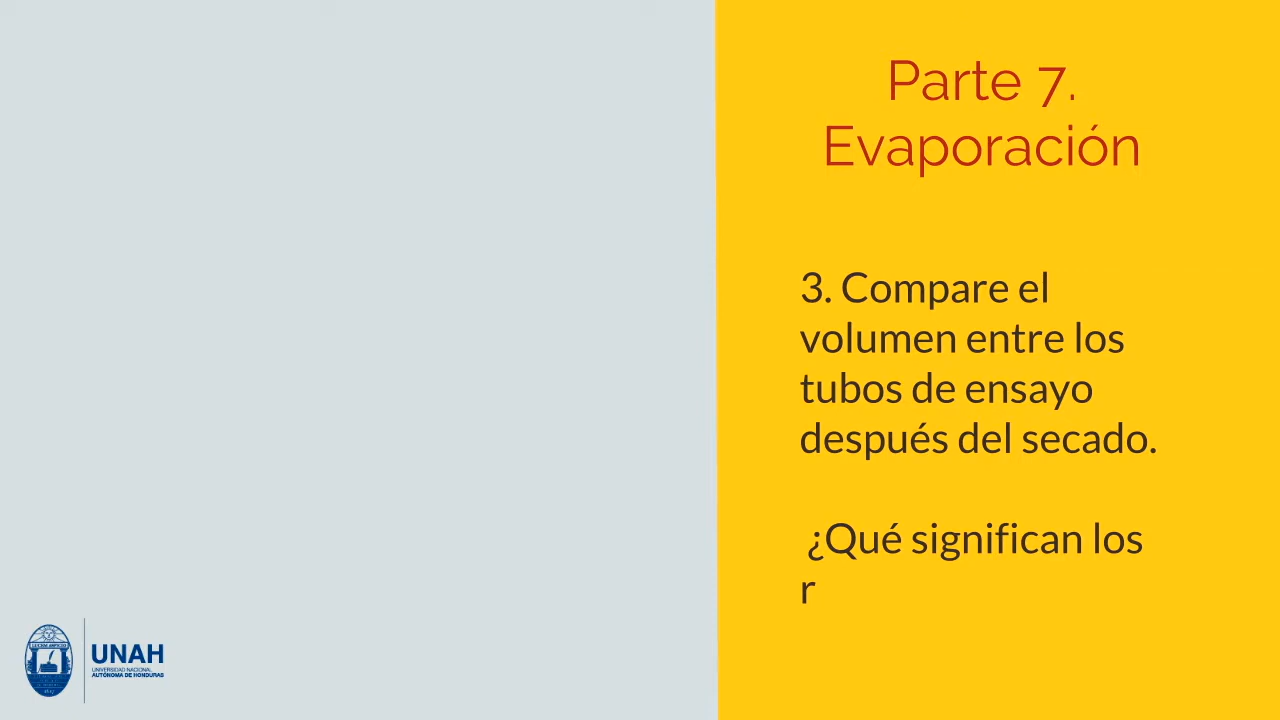 Parte 7.
Evaporación
3. Compare el
volumen entre los
tubos de ensayo
después del secado.
¿Qué significan los
r
UNAH
UNIVERSIDAD NACIONAL
AUTÓNOMA DE HONDURAS